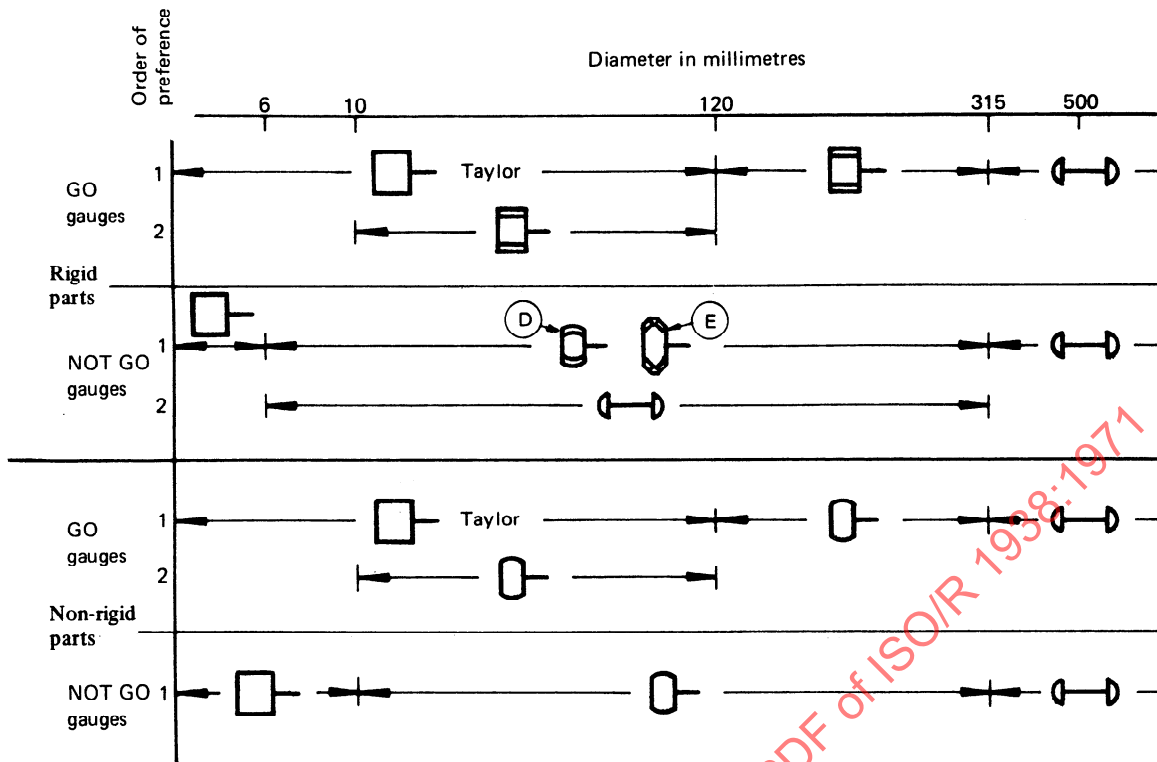 Order of
preference
Diameter in millimetres
6 10 120 315 500
GO
gauges
1 Taylor
2
Rigid
parts
D E
NOT GO
gauges
1
2
GO
gauges
1 Taylor
2
Non-rigid
parts
NOT GO 1
gauges
PDF of ISO/R 1938:1971